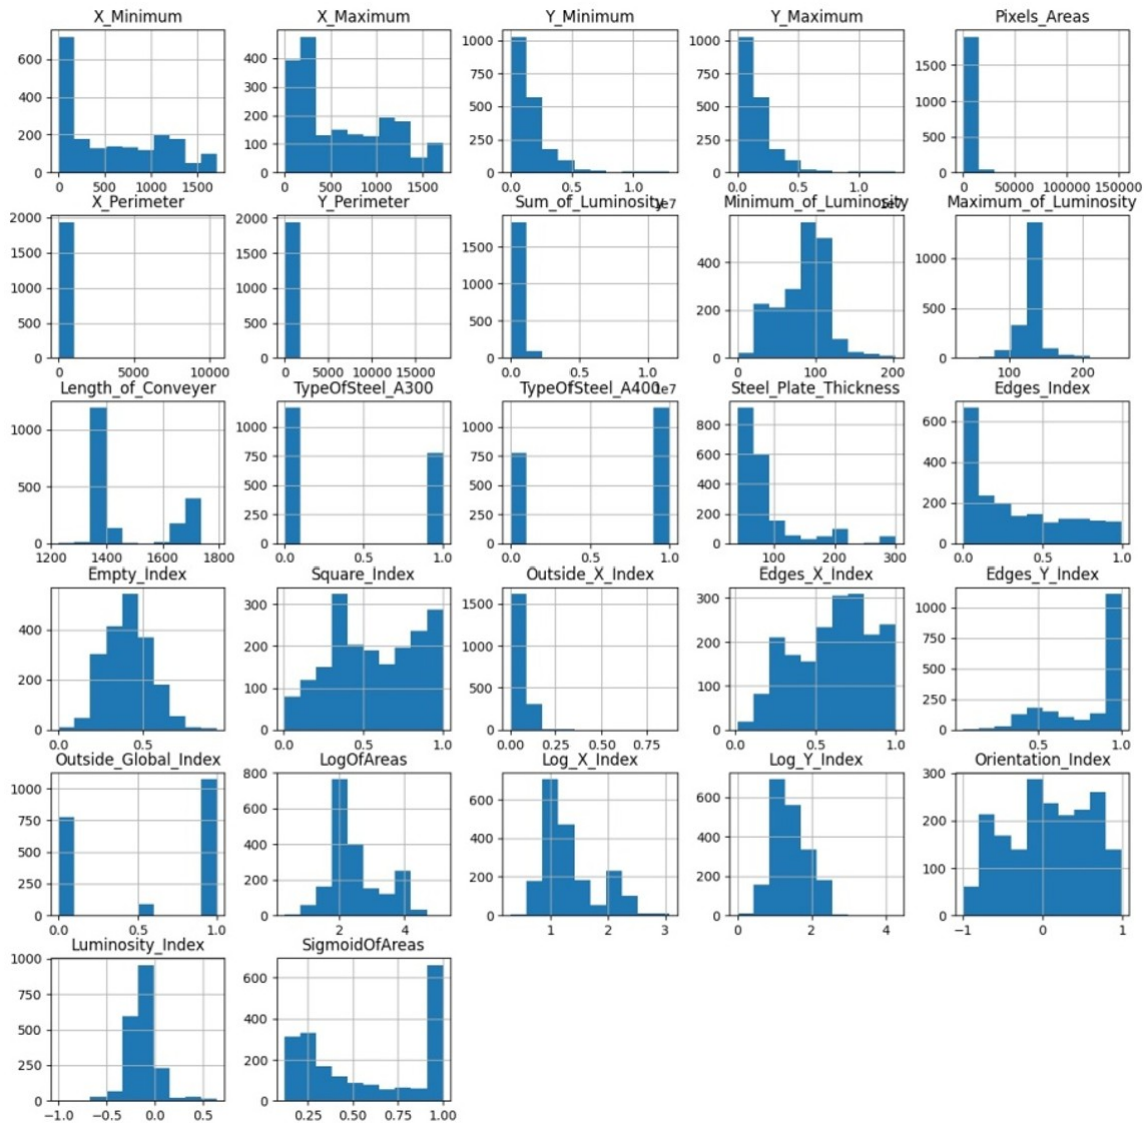 X_Minimum X_Maximum Y_Minimum Y_Maximum Pixels_Areas
600 400 200 0
0 500 1000 1500
400 300 200 100 0
0 500 1000 1500
1000 750 500 250 0
0.0 0.5 1.0
1e7
1000 750 500 250 0
0.0 0.5 1.0
1e7
1500 1000 500 0
0 50000 100000 150000
X_Perimeter Y_Perimeter Sum_of_Luminosity Minimum_of_Luminosity Maximum_of_Luminosity
2000 1500 1000 500 0
0 5000 10000
2000 1500 1000 500 0
0 5000 10000 15000
1500 1000 500 0
0.0 0.5 1.0
1e7
400 200 0
0 100 200
1000 500 0
100 200
Length_of_Conveyer TypeOfSteel_A300 TypeOfSteel_A400 Steel_Plate_Thickness Edges_Index
1000 500 0
1200 1400 1600 1800
1000 750 500 250 0
0.0 0.5 1.0
1000 750 500 250 0
0.0 0.5 1.0
800 600 400 200 0
100 200 300
600 400 200 0
0.0 0.5 1.0
Empty_Index Square_Index Outside_X_Index Edges_X_Index Edges_Y_Index
400 200 0
0.0 0.5
300 200 100 0
0.0 0.5 1.0
1500 1000 500 0
0.00 0.25 0.50 0.75
300 200 100 0
0.0 0.5 1.0
1000 750 500 250 0
0.5 1.0
Outside_Global_Index LogOfAreas Log_X_Index Log_Y_Index Orientation_Index
1000 750 500 250 0
0.0 0.5 1.0
800 600 400 200 0
2 4
600 400 200 0
1 2 3
600 400 200 0
0 2 4
300 200 100 0
−1 0 1
Luminosity_Index SigmoidOfAreas
1000 750 500 250 0
−1.0 −0.5 0.0 0.5
600 400 200 0
0.25 0.50 0.75 1.00